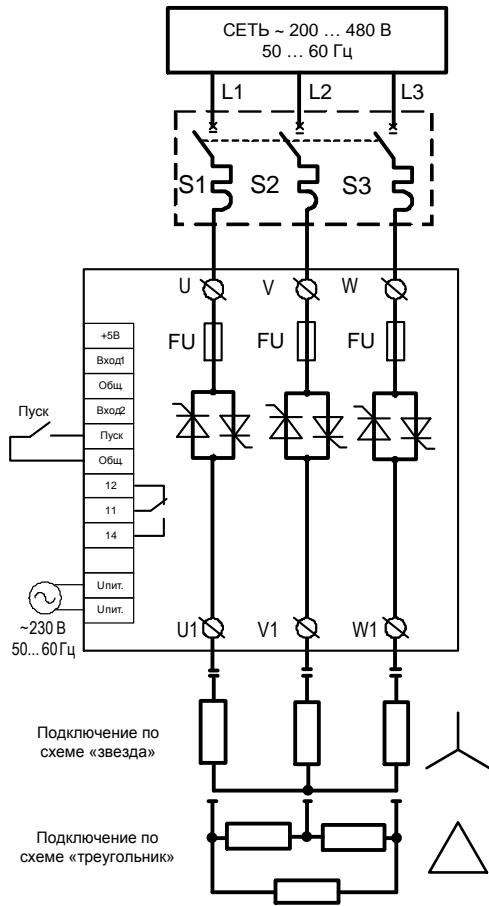 СЕТЬ ~ 200 ... 480 В
50 ... 60 Гц
L1
L2
L3
S1
S2
S3
U
V
W
FU
FU
FU
+5В
Вход1
Общ.
Вход2
Пуск
Пуск
Общ.
12
11
14
Uпит.
Uпит.
~230 В
50... 60 Гц
U1
V1
W1
Подключение по
схеме «звезда»
Подключение по
схеме «треугольник»